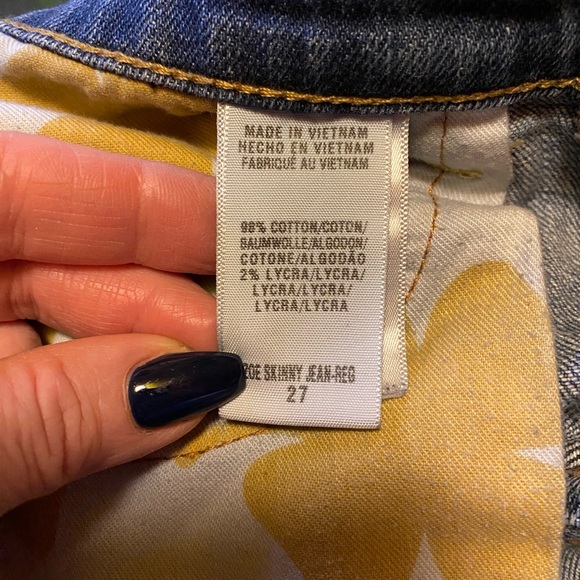 MADE IN VIETNAM
HECHO EN VIETNAM
FABRIQUÉ AU VIETNAM
98% COTTON/COTON/
BAUMWOLLE/ALGODON/
COTONE/ALGODÃO
2% LYCRA/LYCRA/
LYCRA/LYCRA/
LYCRA/LYCRA
ZOE SKINNY JEAN-REG
27